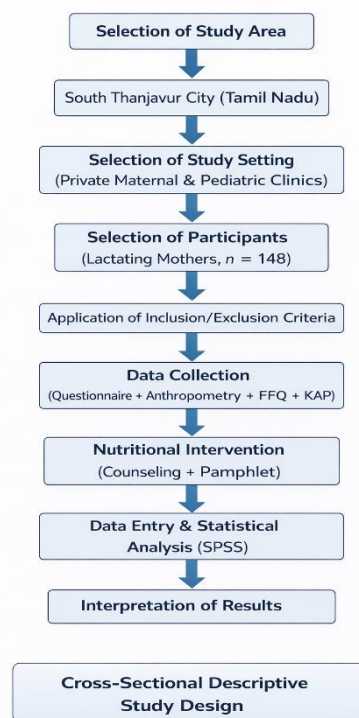 Selection of Study Area
South Thanjavur City (Tamil Nadu)
Selection of Study Setting
(Private Maternal & Pediatric Clinics)
Selection of Participants
(Lactating Mothers, n = 148)
Application of Inclusion/Exclusion Criteria
Data Collection
(Questionnaire + Anthropometry + FFQ + KAP)
Nutritional Intervention
(Counseling + Pamphlet)
Data Entry & Statistical
Analysis (SPSS)
Interpretation of Results
Cross-Sectional Descriptive
Study Design